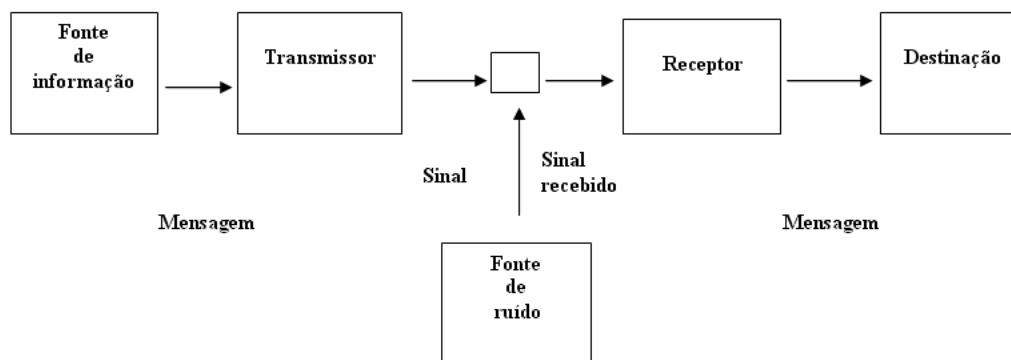 Fonte
de
informação
Transmissor
Receptor
Destinação
Sinal
Sinal
recebido
Mensagem
Mensagem
Fonte
de
ruído